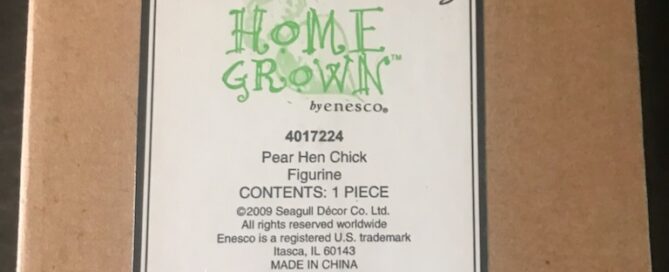 HOME
GROWN™
by enesco®
4017224
Pear Hen Chick
Figurine
CONTENTS: 1 PIECE
©2009 Seagull Décor Co. Ltd.
All rights reserved worldwide
Enesco is a registered U.S. trademark
Itasca, IL 60143
MADE IN CHINA